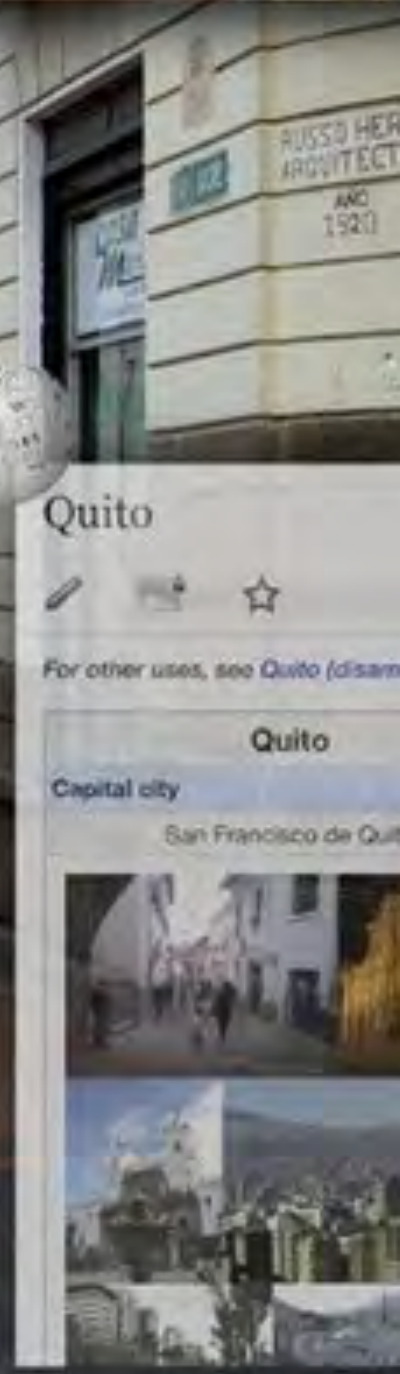 RUSSO HER
ARQUITECT
AÑO
1920
Quito
For other uses, see Quito (disam
Quito
Capital city
San Francisco de Quit